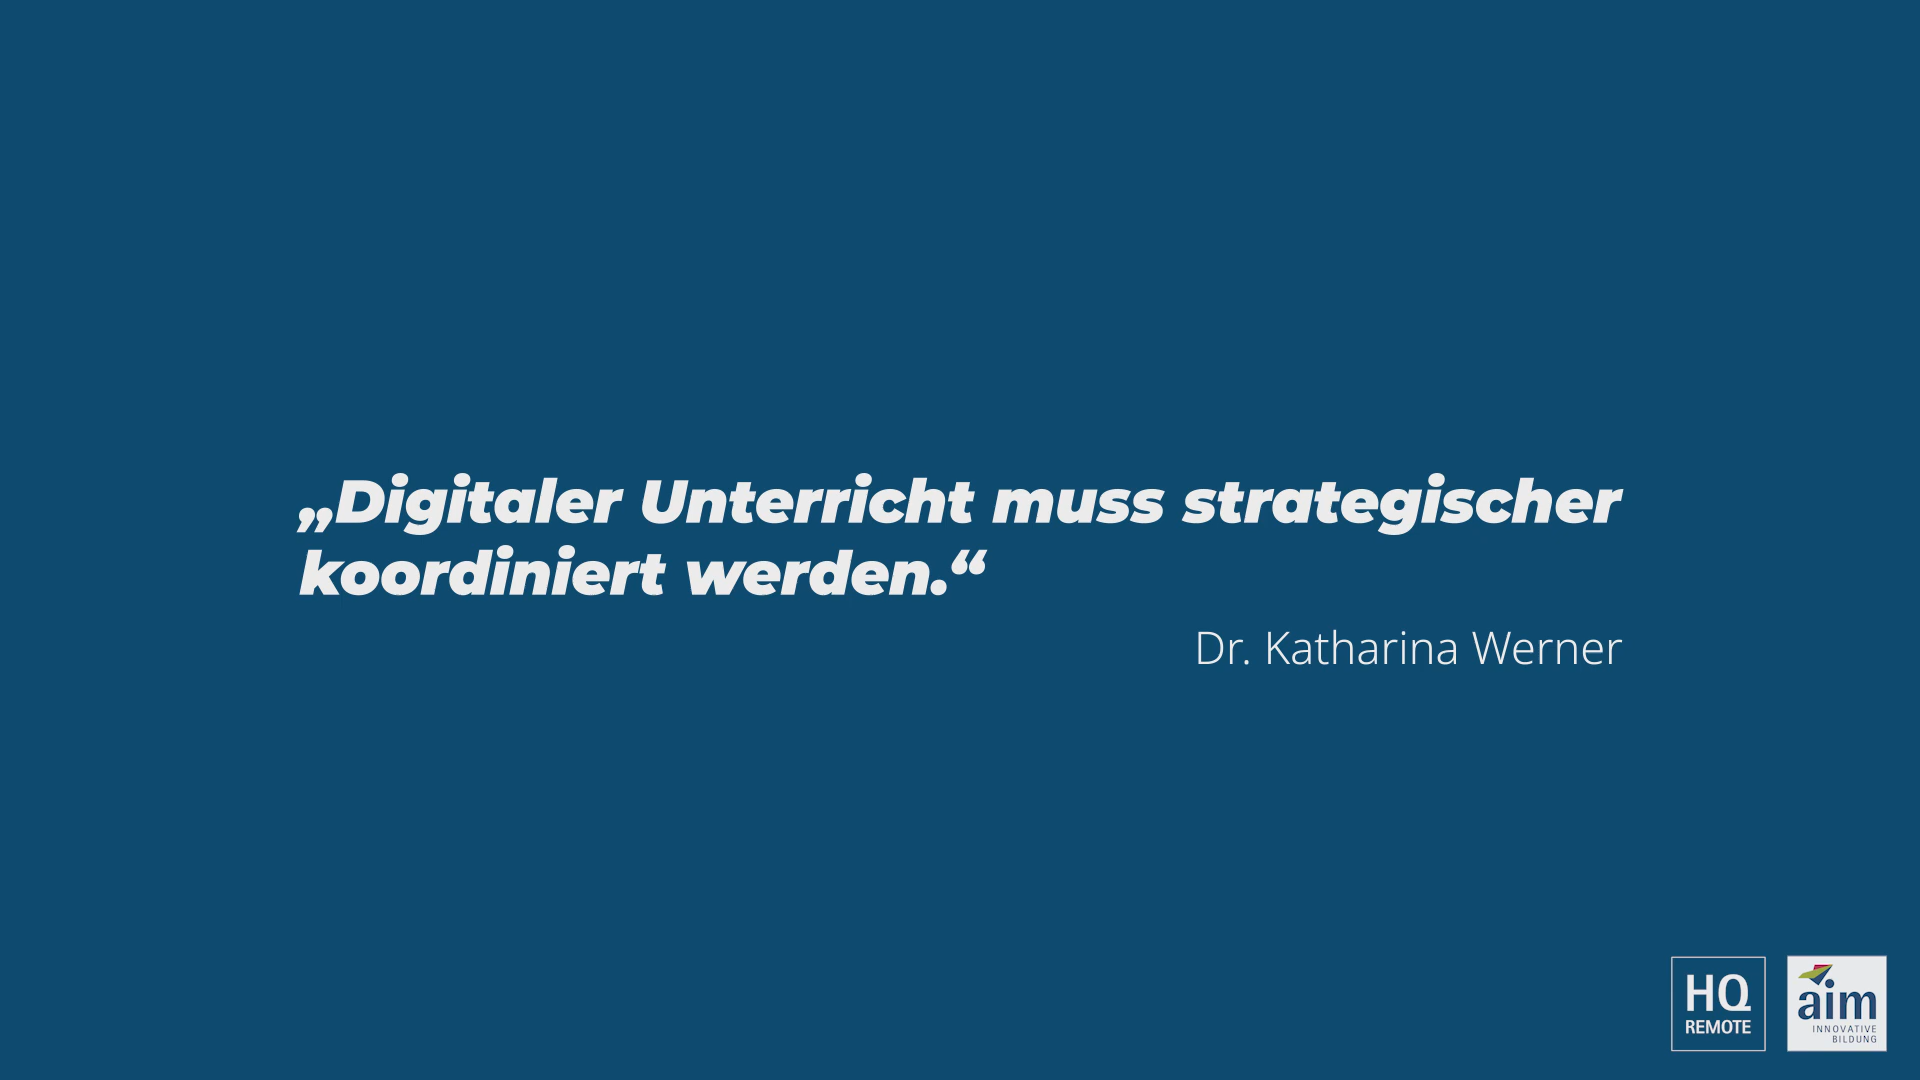 „Digitaler Unterricht muss strategischer
koordiniert werden.“
Dr. Katharina Werner
HQ
REMOTE
aim
INNOVATIVE
BILDUNG